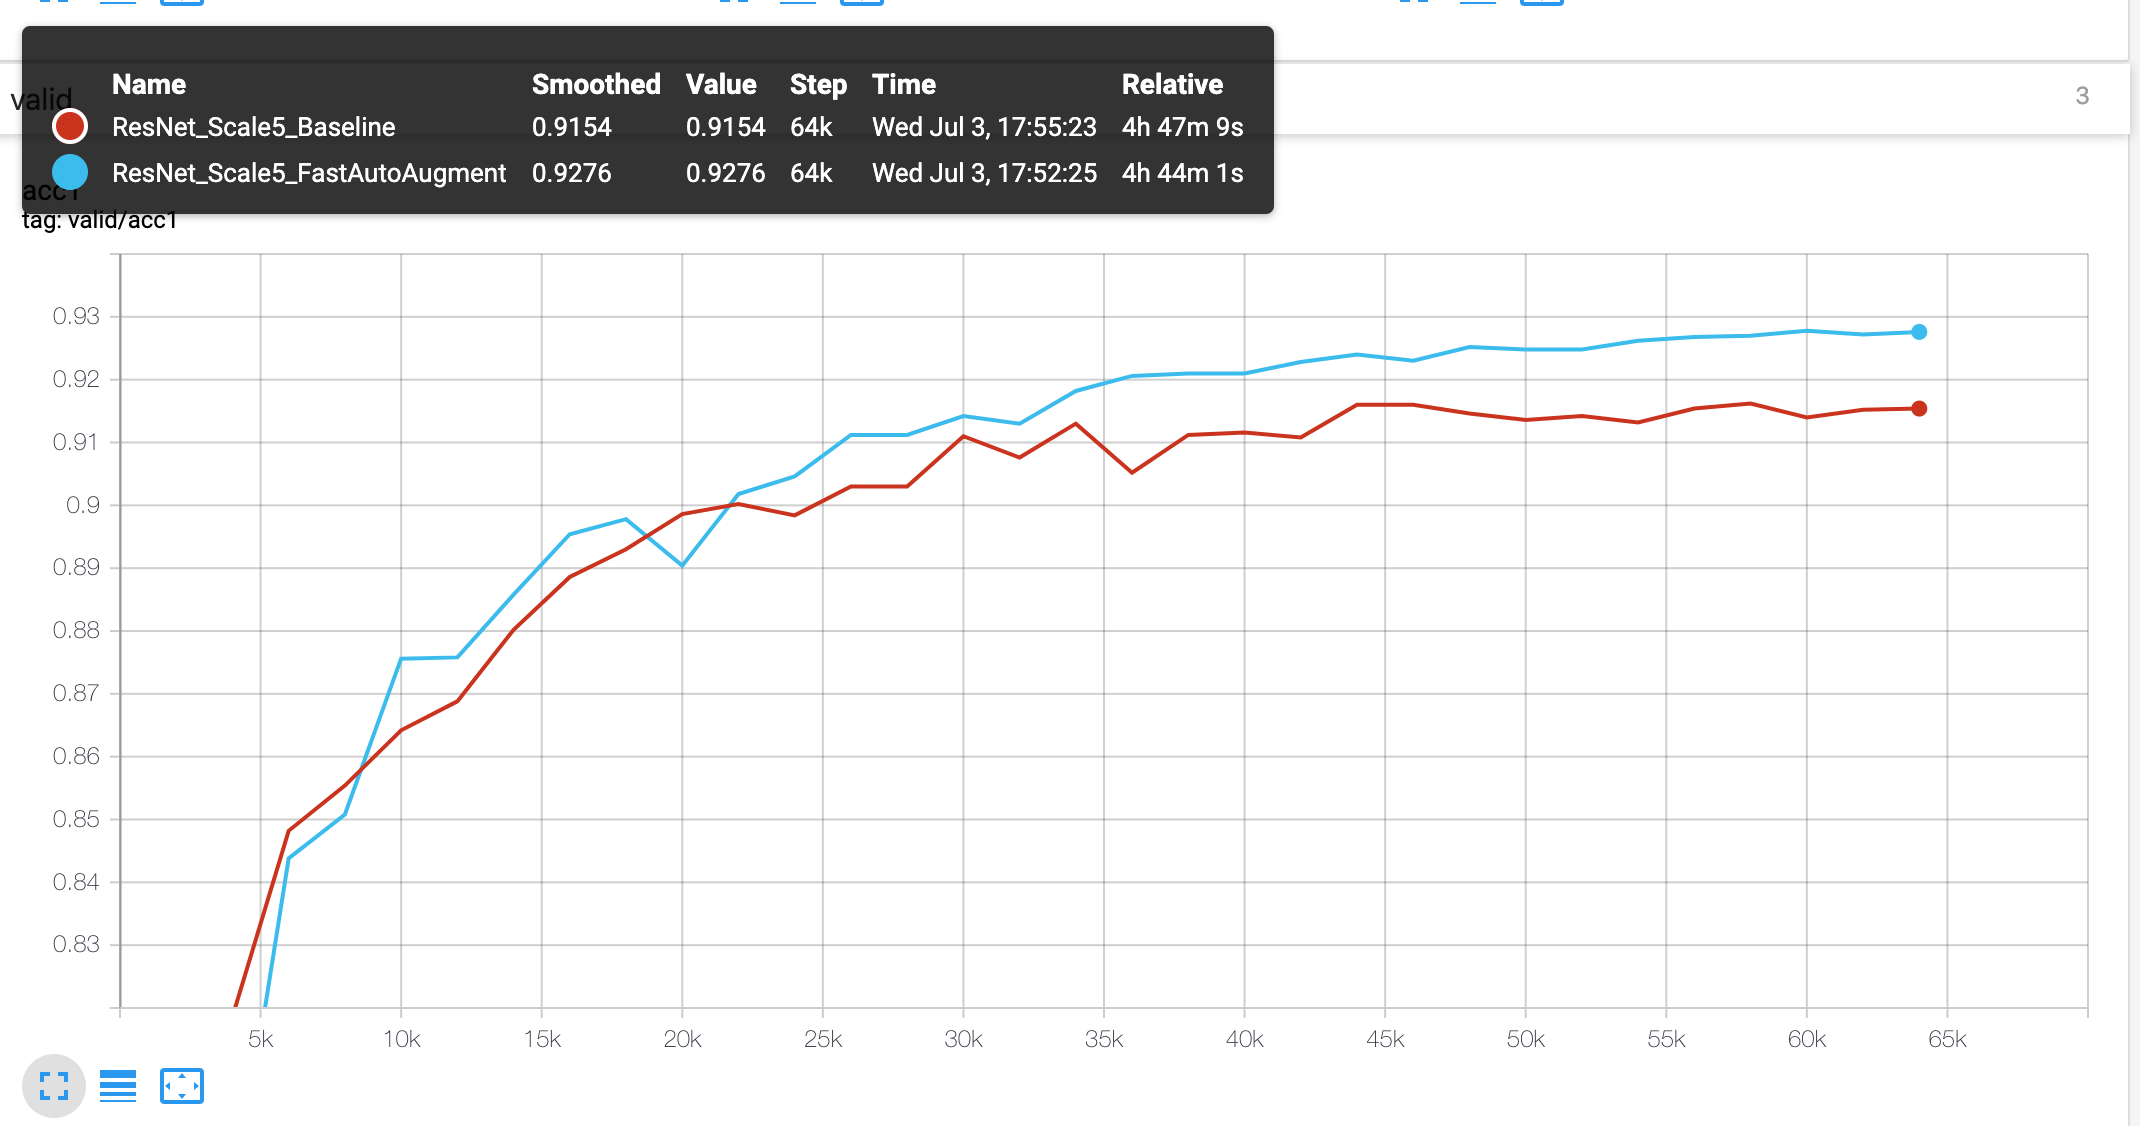 Name Smoothed Value Step Time Relative
valid
3
ResNet_Scale5_Baseline 0.9154 0.9154 64k Wed Jul 3, 17:55:23 4h 47m 9s
ResNet_Scale5_FastAutoAugment 0.9276 0.9276 64k Wed Jul 3, 17:52:25 4h 44m 1s
acc1
tag: valid/acc1
0.93
0.92
0.91
0.9
0.89
0.88
0.87
0.86
0.85
0.84
0.83
5k 10k 15k 20k 25k 30k 35k 40k 45k 50k 55k 60k 65k